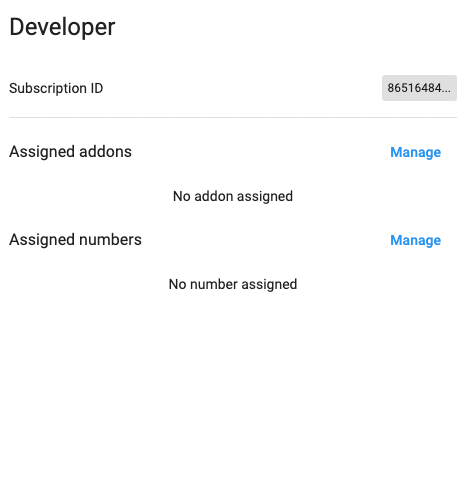 Developer
Subscription ID 86516484...
Assigned addons Manage
No addon assigned
Assigned numbers Manage
No number assigned